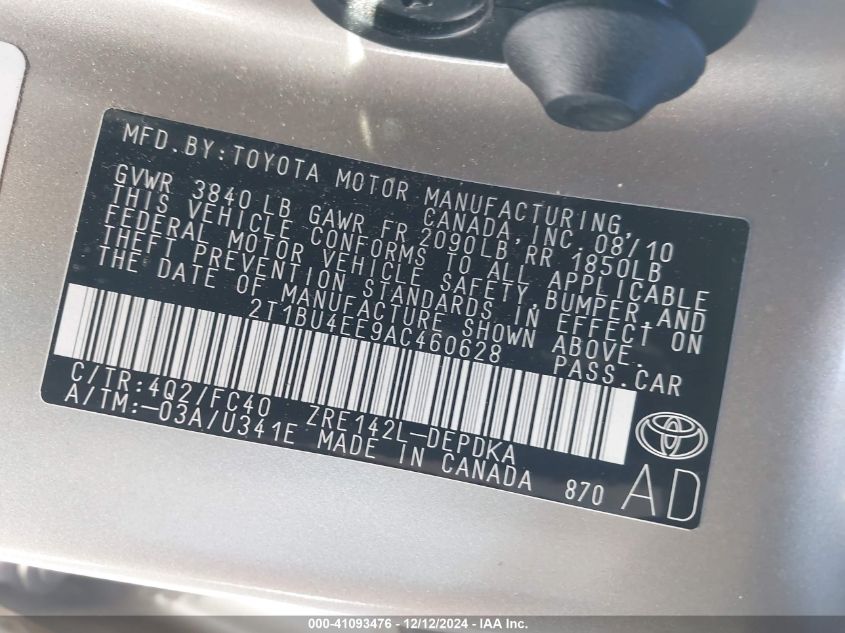 MFD. BY: TOYOTA MOTOR MANUFACTURING,
CANADA, INC. 08/10
GVWR 3840 LB GAWR FR 2090LB, RR 1850LB
THIS VEHICLE CONFORMS TO ALL APPLICABLE
FEDERAL MOTOR VEHICLE SAFETY, BUMPER, AND
THEFT PREVENTION STANDARDS IN EFFECT ON
THE DATE OF MANUFACTURE SHOWN ABOVE.
2T1BU4EE9AC460628 PASS. CAR
C/TR: 4Q2/FC40 ZRE142L-DEPDKA
A/TM: -03A/U341E MADE IN CANADA 870 AD
000-41093476 - 12/12/2024 - IAA Inc.